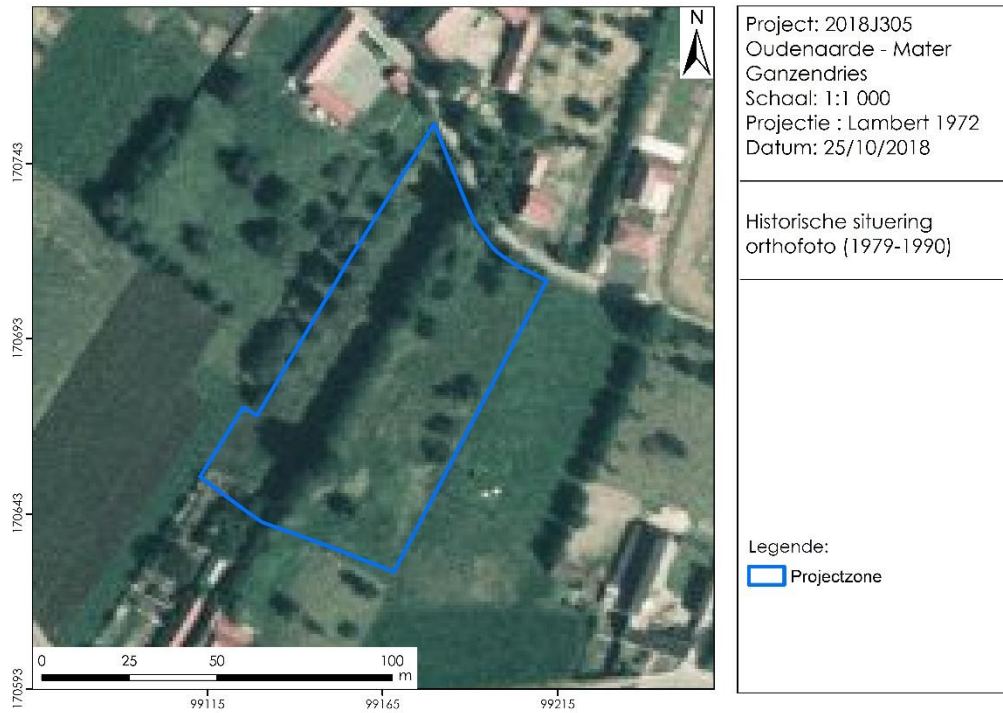 N
170743
170693
170643
170593
0 25 50 100
m
99115 99165 99215
Project: 2018J305
Oudenaarde - Mater
Ganzendries
Schaal: 1:1 000
Projectie : Lambert 1972
Datum: 25/10/2018
Historische situering
orthofoto (1979-1990)
Legende:
Projectzone